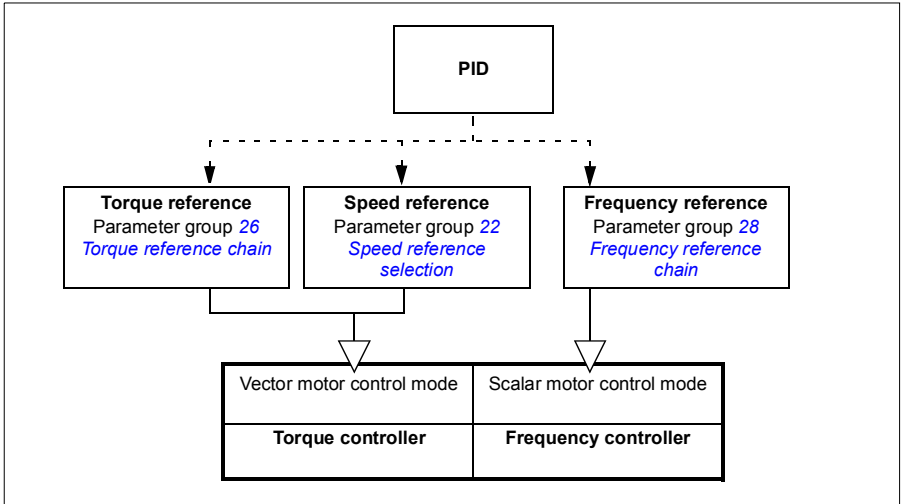 PID
Torque reference
Parameter group 26
Torque reference chain
Speed reference
Parameter group 22
Speed reference
selection
Frequency reference
Parameter group 28
Frequency reference
chain
Vector motor control mode
Scalar motor control mode
Torque controller
Frequency controller